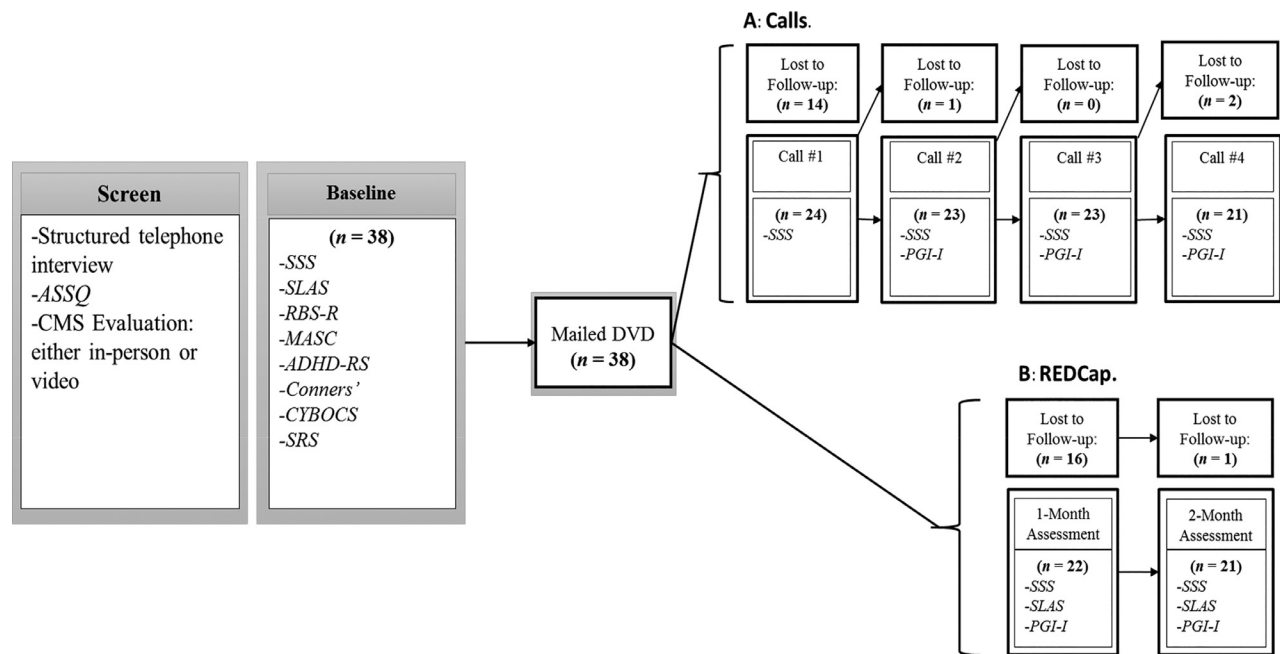 Screen
-Structured telephone
interview
-ASSQ
-CMS Evaluation:
either in-person or
video
Baseline
(n = 38)
-SSS
-SLAS
-RBS-R
-MASC
-ADHD-RS
-Conners’
-CYBOCS
-SRS
Mailed DVD
(n = 38)
A: Calls.
Lost to
Follow-up:
(n = 14)
Lost to
Follow-up:
(n = 1)
Lost to
Follow-up:
(n = 0)
Lost to
Follow-up:
(n = 2)
Call #1
(n = 24)
-SSS
Call #2
(n = 23)
-SSS
-PGI-I
Call #3
(n = 23)
-SSS
-PGI-I
Call #4
(n = 21)
-SSS
-PGI-I
B: REDCap.
Lost to
Follow-up:
(n = 16)
Lost to
Follow-up:
(n = 1)
1-Month
Assessment
(n = 22)
-SSS
-SLAS
-PGI-I
2-Month
Assessment
(n = 21)
-SSS
-SLAS
-PGI-I